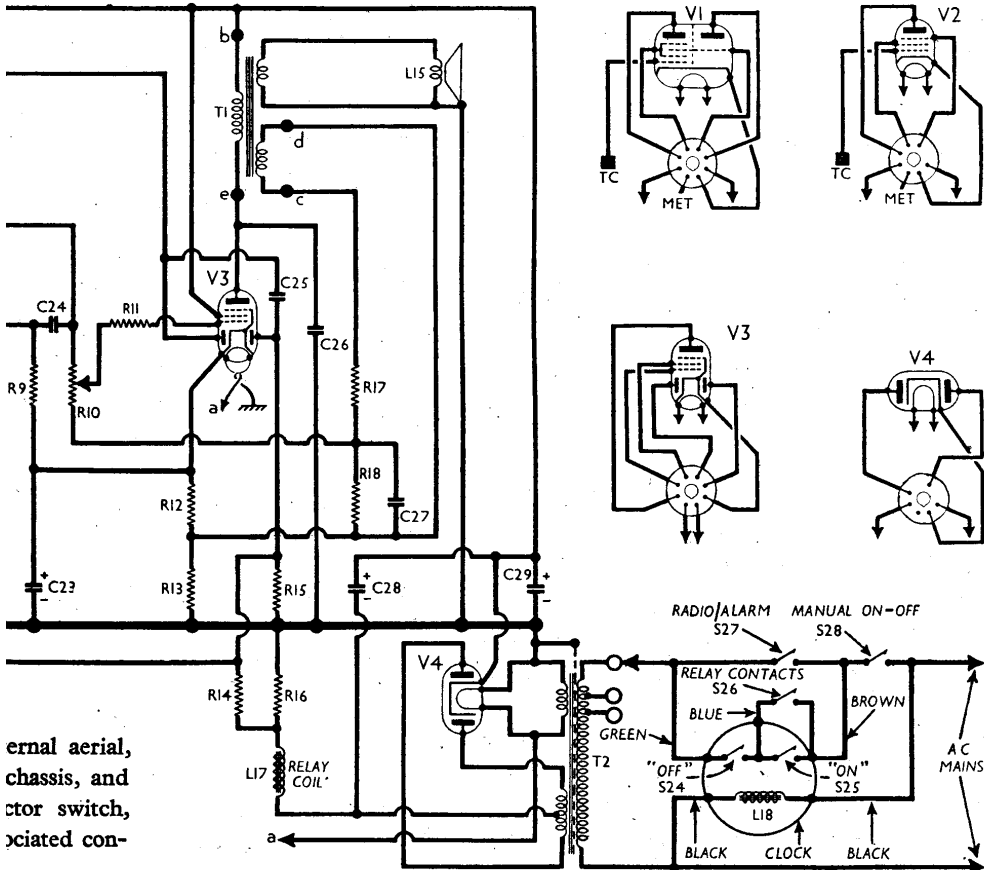 b
T1
L15
d
e
c
V3
C25
C24
R11
C26
R9
R10
a
R17
R18
R12
C27
C23
+
-
R13
R15
+
-
C28
C29
+
-
R14
R16
L17
RELAY
COIL
a
V4
T2
V1
TC
MET
V2
TC
MET
V3
V4
RADIO/ALARM
S27
MANUAL ON-OFF
S28
RELAY CONTACTS
S26
BLUE
BROWN
GREEN
"OFF"
S24
"ON"
S25
L18
A C
MAINS
BLACK
CLOCK
BLACK
ernal aerial,
chassis, and
ctor switch,
ociated con-